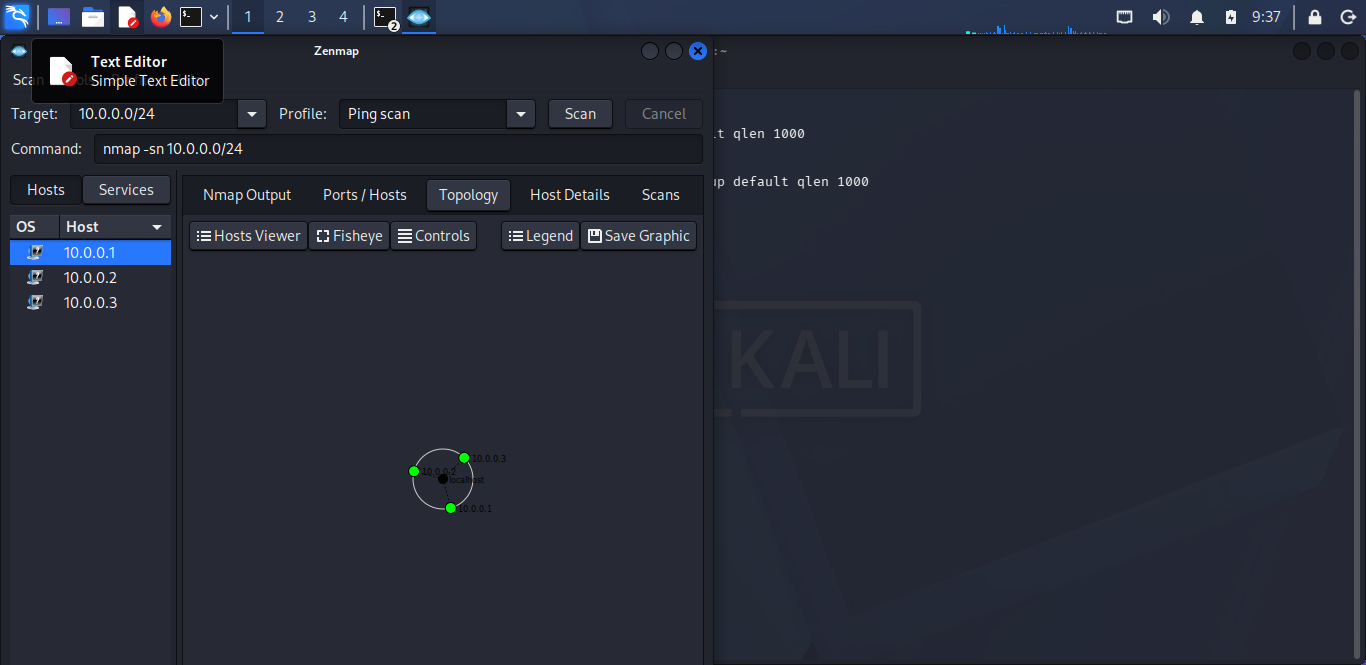 1 2 3 4 2 9:37
Zenmap :~
Text Editor
Simple Text Editor
Scan
Target: 10.0.0.0/24 Profile: Ping scan Scan Cancel
Command: nmap -sn 10.0.0.0/24
Hosts Services
Nmap Output Ports / Hosts Topology Host Details Scans
OS Host
Hosts Viewer Fisheye Controls Legend Save Graphic
10.0.0.1
10.0.0.2
10.0.0.3
10.0.0.3
10.0.0.2
localhost
10.0.0.1
lt qlen 1000
up default qlen 1000
KALI